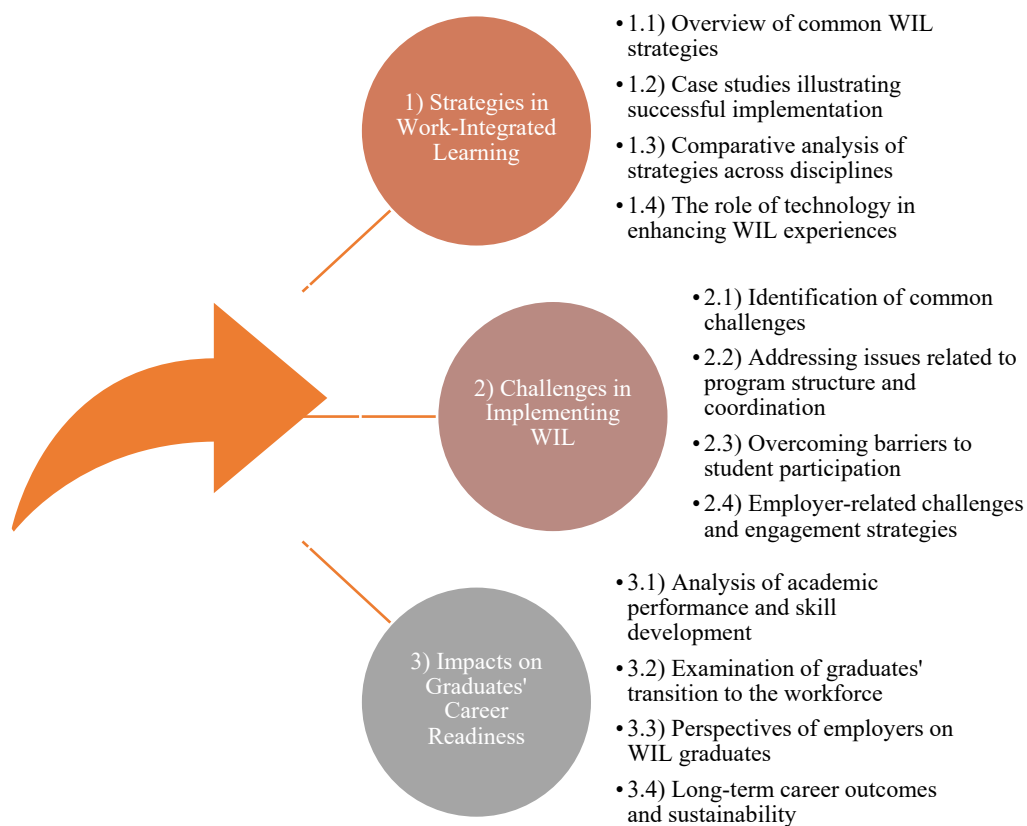 1) Strategies in
Work-Integrated
Learning
• 1.1) Overview of common WIL
strategies
• 1.2) Case studies illustrating
successful implementation
• 1.3) Comparative analysis of
strategies across disciplines
• 1.4) The role of technology in
enhancing WIL experiences
2) Challenges in
Implementing
WIL
• 2.1) Identification of common
challenges
• 2.2) Addressing issues related to
program structure and
coordination
• 2.3) Overcoming barriers to
student participation
• 2.4) Employer-related challenges
and engagement strategies
3) Impacts on
Graduates'
Career
Readiness
• 3.1) Analysis of academic
performance and skill
development
• 3.2) Examination of graduates'
transition to the workforce
• 3.3) Perspectives of employers on
WIL graduates
• 3.4) Long-term career outcomes
and sustainability